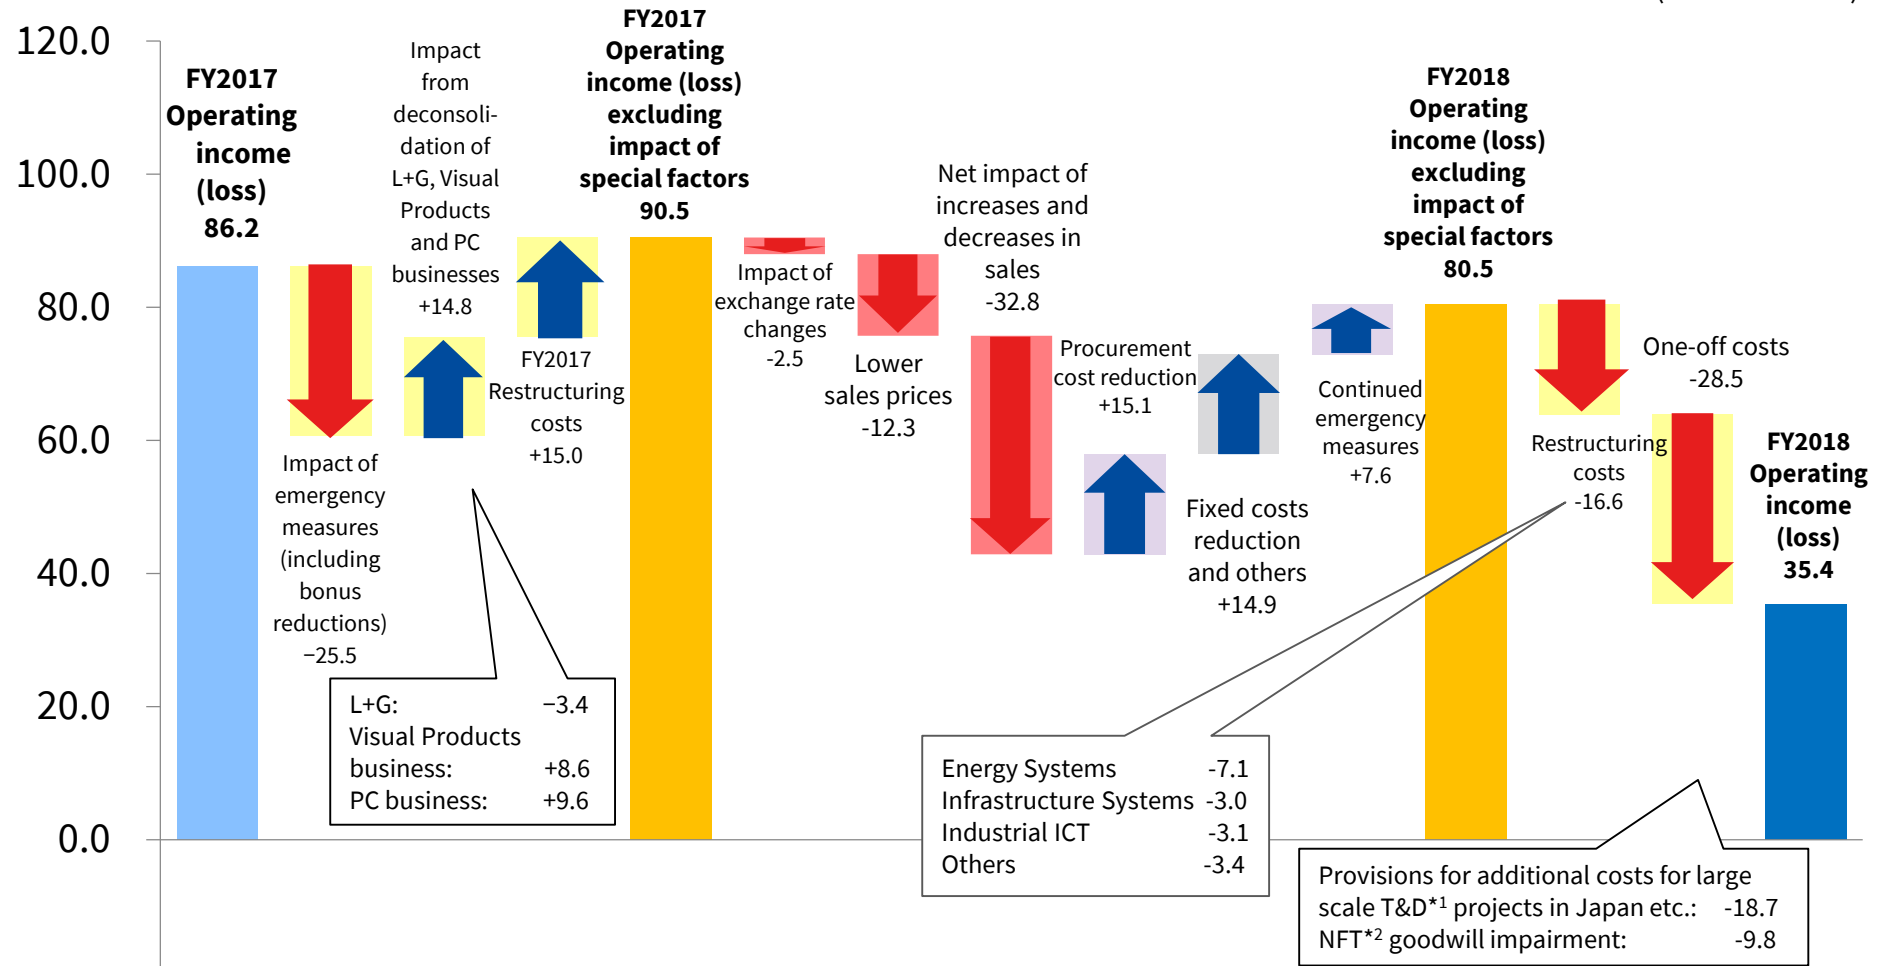 120.0
100.0
80.0
60.0
40.0
20.0
0.0
FY2017
Operating
income
(loss)
86.2
Impact of
emergency
measures
(including
bonus
reductions)
−25.5
Impact
from
deconsoli-
dation of
L+G, Visual
Products
and PC
businesses
+14.8
L+G: −3.4
Visual Products
business: +8.6
PC business: +9.6
FY2017
Restructuring
costs
+15.0
FY2017
Operating
income (loss)
excluding
impact of
special factors
90.5
Impact of
exchange rate
changes
-2.5
Lower
sales prices
-12.3
Net impact of
increases and
decreases in
sales
-32.8
Procurement
cost reduction
+15.1
Fixed costs
reduction
and others
+14.9
Continued
emergency
measures
+7.6
FY2018
Operating
income (loss)
excluding
impact of
special factors
80.5
Restructuring
costs
-16.6
Energy Systems -7.1
Infrastructure Systems -3.0
Industrial ICT -3.1
Others -3.4
One-off costs
-28.5
Provisions for additional costs for large
scale T&D*1 projects in Japan etc.: -18.7
NFT*2 goodwill impairment: -9.8
FY2018
Operating
income
(loss)
35.4